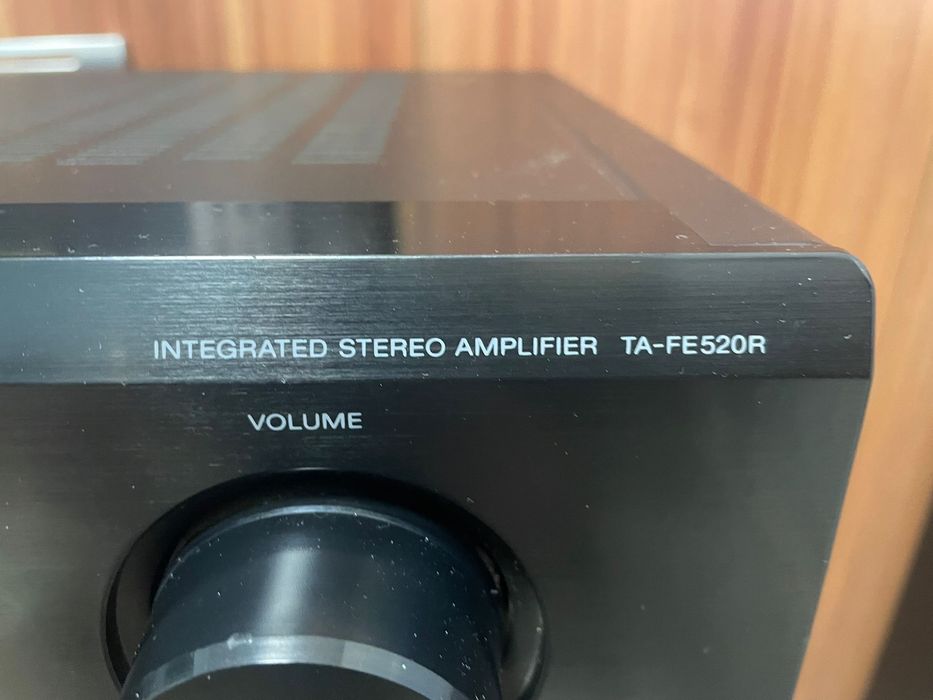 INTEGRATED STEREO AMPLIFIER TA-FE520R
VOLUME